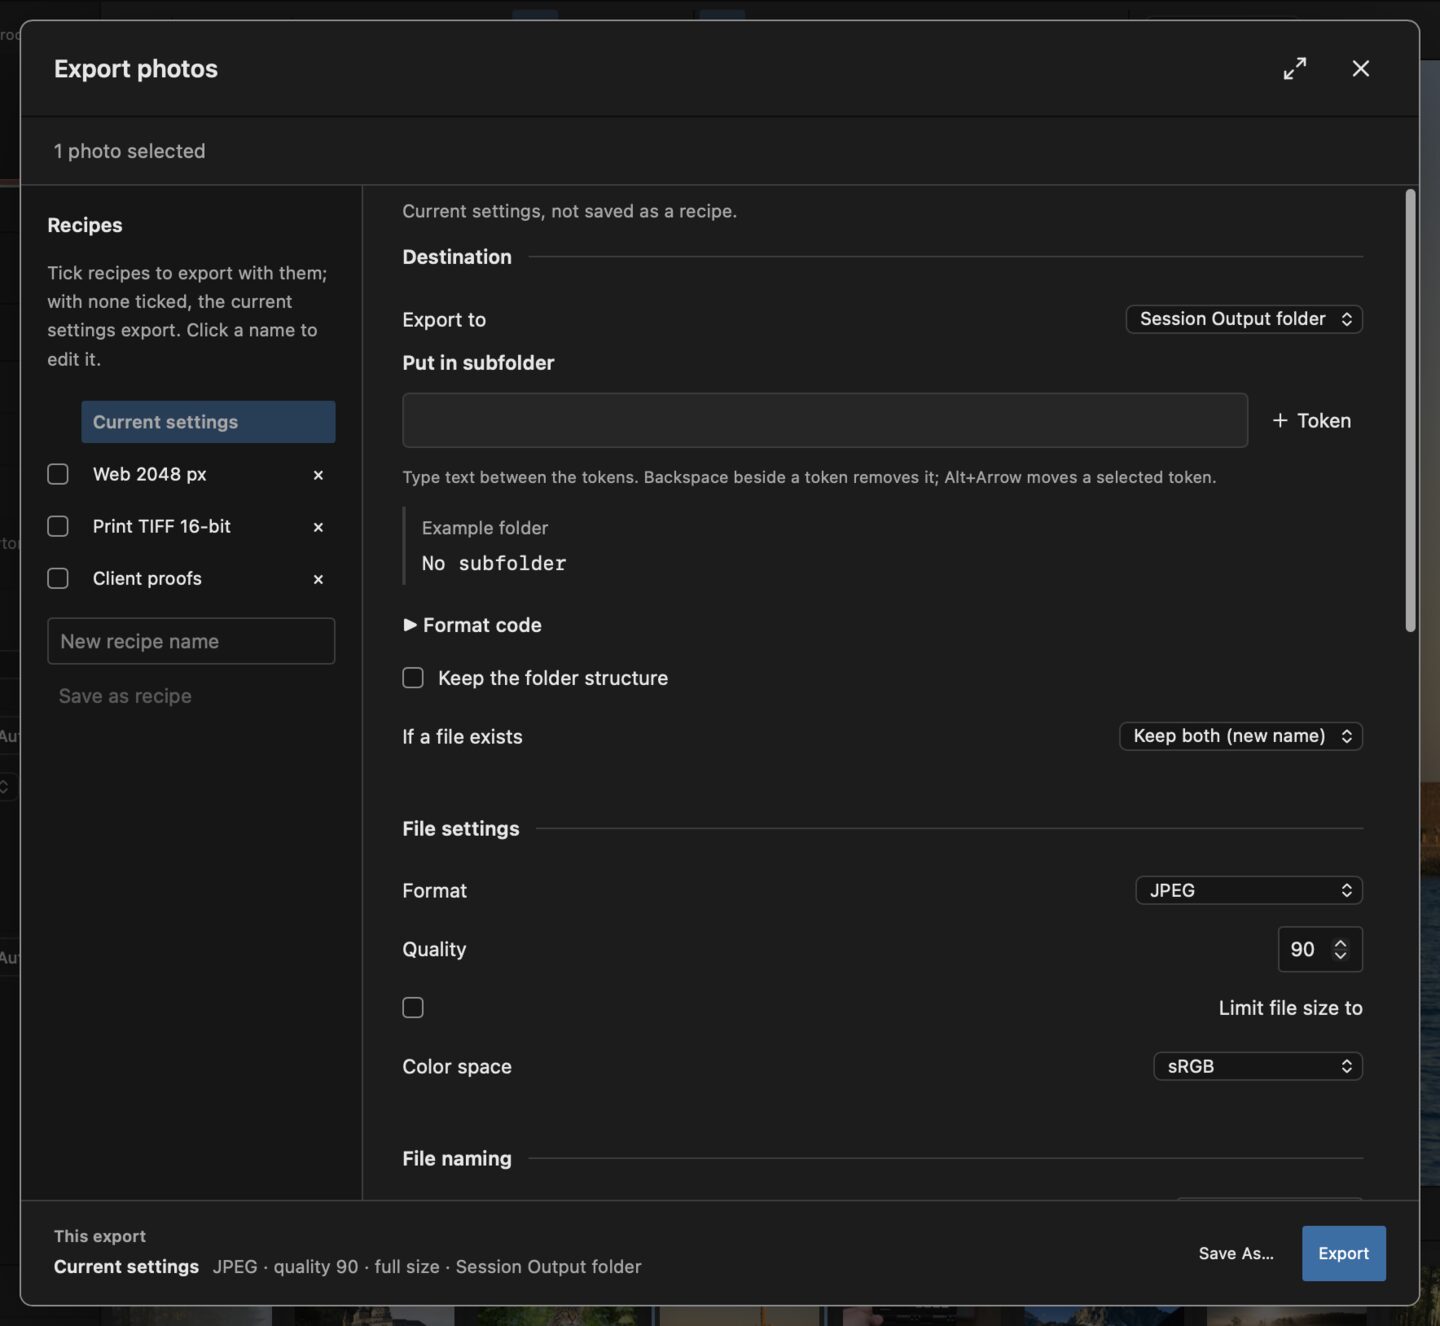 Export photos
1 photo selected
Recipes
Tick recipes to export with them;
with none ticked, the current
settings export. Click a name to
edit it.
Current settings
Web 2048 px
Print TIFF 16-bit
Client proofs
New recipe name
Save as recipe
Current settings, not saved as a recipe.
Destination
Export to
Session Output folder
Put in subfolder
+ Token
Type text between the tokens. Backspace beside a token removes it; Alt+Arrow moves a selected token.
Example folder
No subfolder
Format code
Keep the folder structure
If a file exists
Keep both (new name)
File settings
Format
JPEG
Quality
90
Limit file size to
Color space
sRGB
File naming
This export
Current settings JPEG · quality 90 · full size · Session Output folder
Save As...
Export